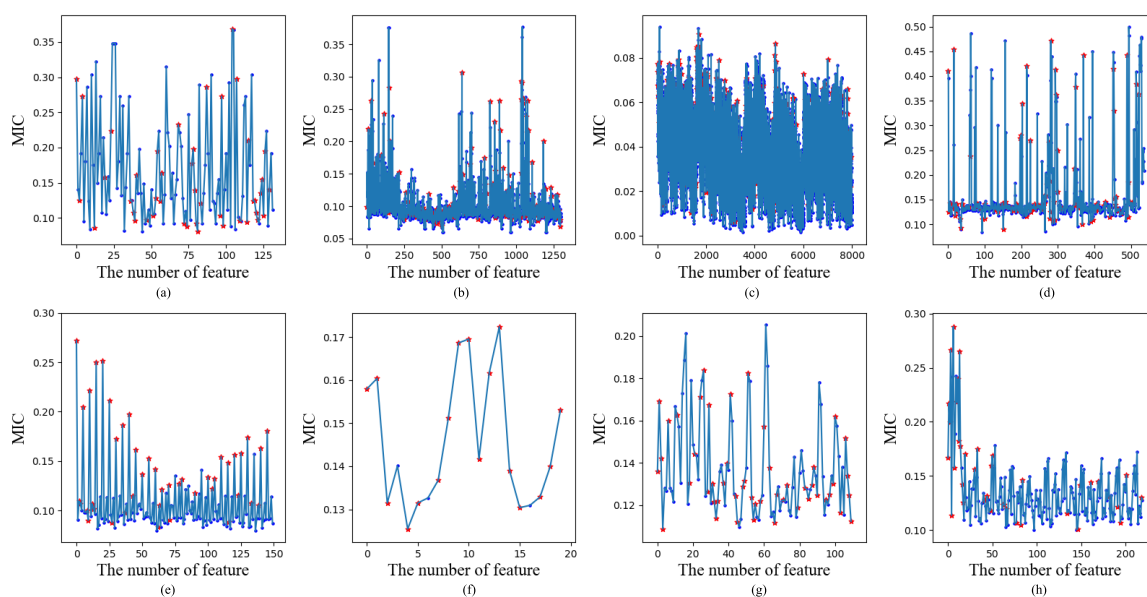 MIC
0.35
0.30
0.25
0.20
0.15
0.10
0 25 50 75 100 125
The number of feature
(a)
MIC
0.35
0.30
0.25
0.20
0.15
0.10
0.05
0 250 500 750 1000 1250
The number of feature
(b)
MIC
0.08
0.06
0.04
0.02
0.00
0 2000 4000 6000 8000
The number of feature
(c)
MIC
0.50
0.45
0.40
0.35
0.30
0.25
0.20
0.15
0.10
0 100 200 300 400 500
The number of feature
(d)
MIC
0.30
0.25
0.20
0.15
0.10
0 25 50 75 100 125 150
The number of feature
(e)
MIC
0.17
0.16
0.15
0.14
0.13
0 5 10 15 20
The number of feature
(f)
MIC
0.20
0.18
0.16
0.14
0.12
0 20 40 60 80 100
The number of feature
(g)
MIC
0.30
0.25
0.20
0.15
0.10
0 50 100 150 200
The number of feature
(h)